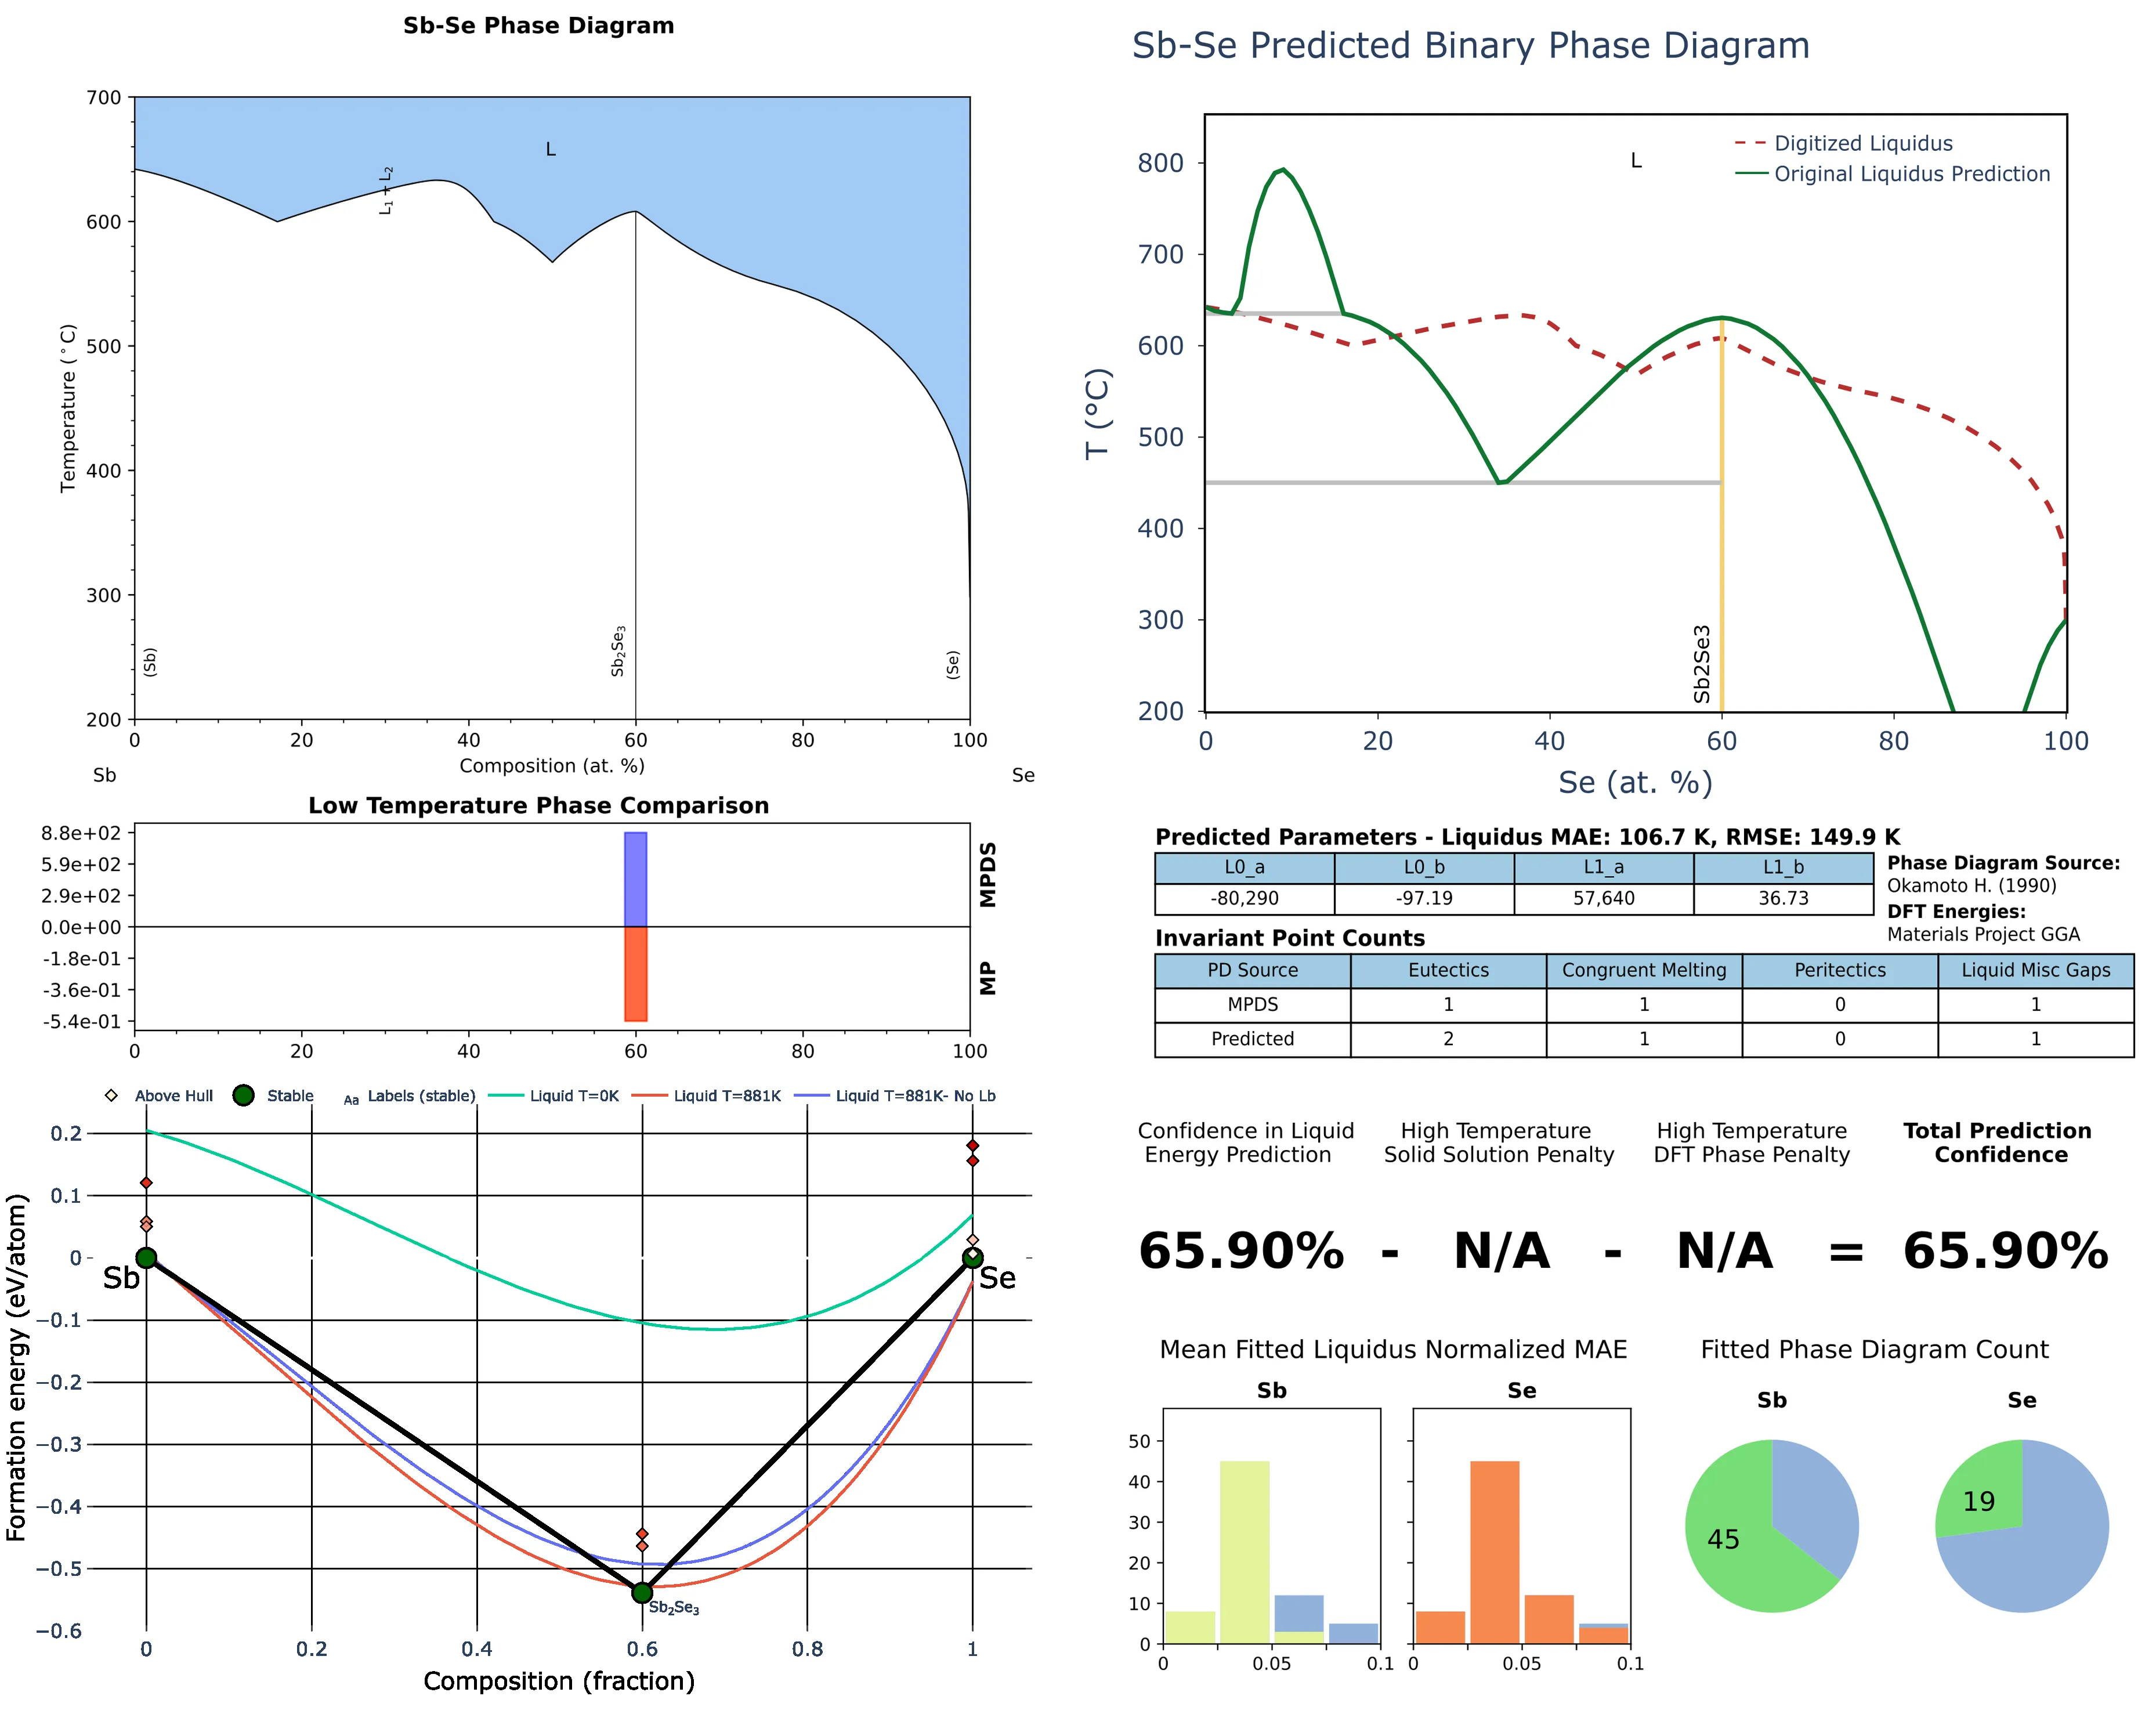 Sb-Se Phase Diagram
700
600
500
400
300
200
Temperature (°C)
L
L1 + L2
(Sb)
Sb2Se3
(Se)
0 20 40 60 80 100
Composition (at. %)
Sb Se
Low Temperature Phase Comparison
8.8e+02
5.9e+02
2.9e+02
0.0e+00
-1.8e-01
-3.6e-01
-5.4e-01
MPDS
MP
0 20 40 60 80 100
Above Hull Stable Aa Labels (stable) Liquid T=0K Liquid T=881K Liquid T=881K- No Lb
0.2
0.1
0
−0.1
−0.2
−0.3
−0.4
−0.5
−0.6
Formation energy (eV/atom)
Sb
Se
Sb2Se3
0 0.2 0.4 0.6 0.8 1
Composition (fraction)
Sb-Se Predicted Binary Phase Diagram
Digitized Liquidus
Original Liquidus Prediction
L
800
700
600
500
400
300
200
T (°C)
Sb2Se3
0 20 40 60 80 100
Se (at. %)
Predicted Parameters - Liquidus MAE: 106.7 K, RMSE: 149.9 K
L0_a L0_b L1_a L1_b
-80,290 -97.19 57,640 36.73
Phase Diagram Source:
Okamoto H. (1990)
DFT Energies:
Materials Project GGA
Invariant Point Counts
PD Source Eutectics Congruent Melting Peritectics Liquid Misc Gaps
MPDS 1 1 0 1
Predicted 2 1 0 1
Confidence in Liquid
Energy Prediction
High Temperature
Solid Solution Penalty
High Temperature
DFT Phase Penalty
Total Prediction
Confidence
65.90% - N/A - N/A = 65.90%
Mean Fitted Liquidus Normalized MAE
Sb Se
50
40
30
20
10
0
0 0.05 0.1
0 0.05 0.1
Fitted Phase Diagram Count
Sb Se
45
19